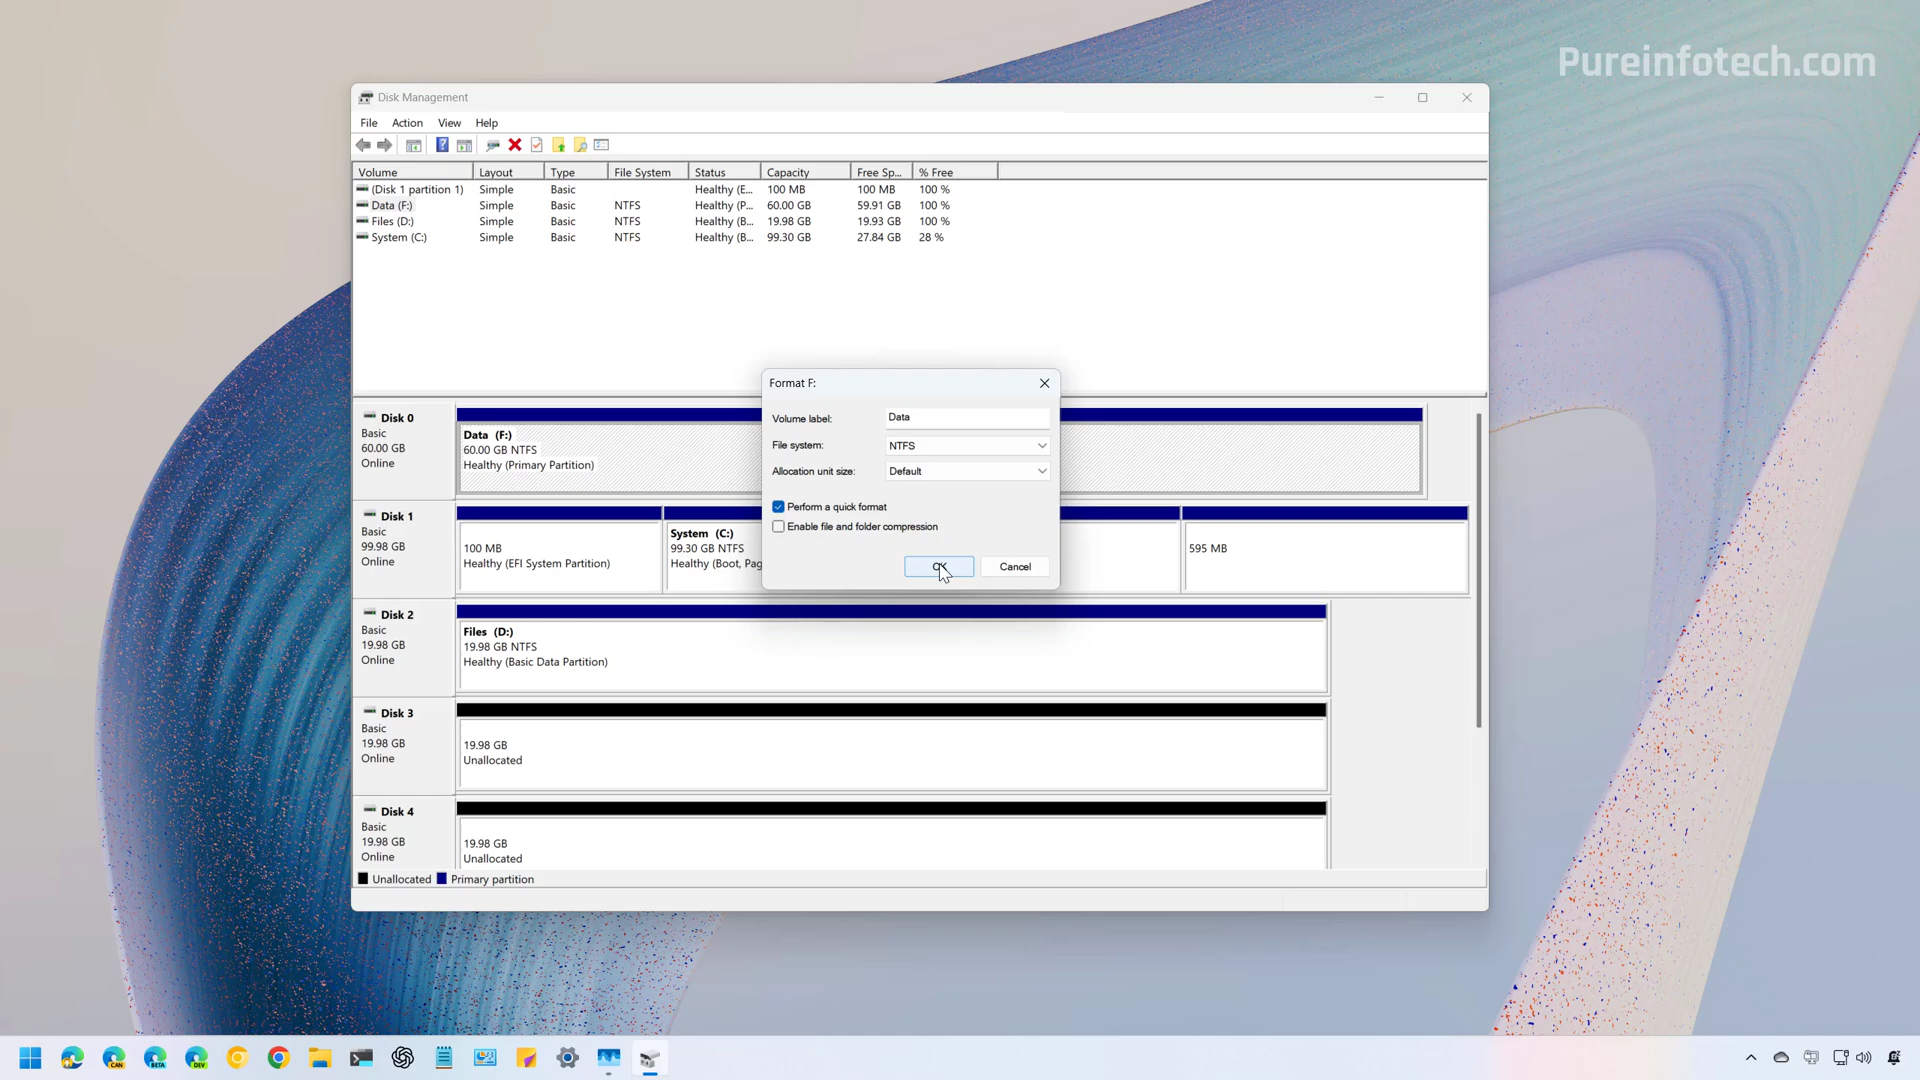 Pureinfotech.com
Disk Management
File Action View Help
Volume Layout Type File System Status Capacity Free Sp... % Free
(Disk 1 partition 1) Simple Basic Healthy (E... 100 MB 100 MB 100 %
Data (F:) Simple Basic NTFS Healthy (P... 60.00 GB 59.91 GB 100 %
Files (D:) Simple Basic NTFS Healthy (B... 19.98 GB 19.93 GB 100 %
System (C:) Simple Basic NTFS Healthy (B... 99.30 GB 27.84 GB 28 %
Format F:
Volume label: Data
File system: NTFS
Allocation unit size: Default
Perform a quick format
Enable file and folder compression
OK Cancel
Disk 0
Basic
60.00 GB
Online
Data (F:)
60.00 GB NTFS
Healthy (Primary Partition)
Disk 1
Basic
99.98 GB
Online
100 MB
Healthy (EFI System Partition)
System (C:)
99.30 GB NTFS
Healthy (Boot, Pag
595 MB
Disk 2
Basic
19.98 GB
Online
Files (D:)
19.98 GB NTFS
Healthy (Basic Data Partition)
Disk 3
Basic
19.98 GB
Online
19.98 GB
Unallocated
Disk 4
Basic
19.98 GB
Online
19.98 GB
Unallocated
Unallocated Primary partition
CAN BETA DEV